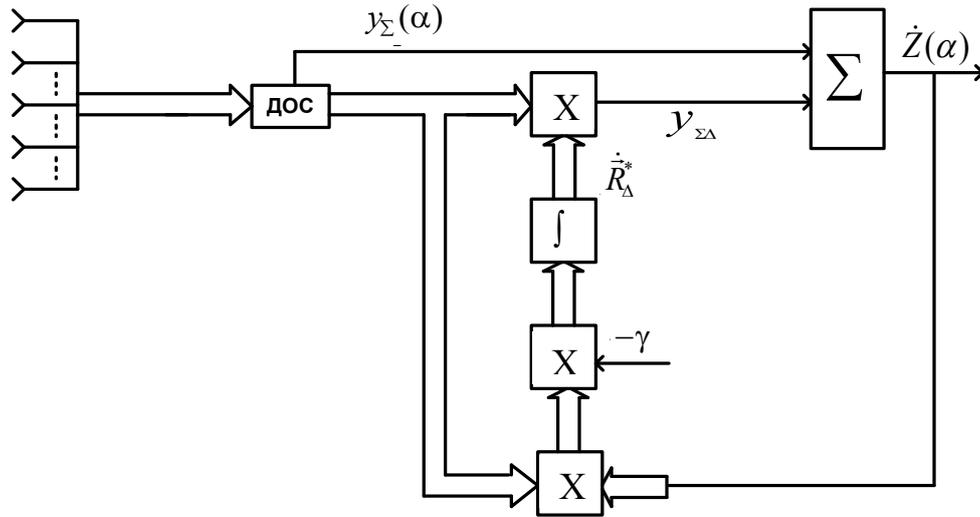 y_Σ(α)
Ż(α)
Σ
ДОС
X
y_ΣΔ
Ṙ⃗*_Δ
∫
X
−γ
X